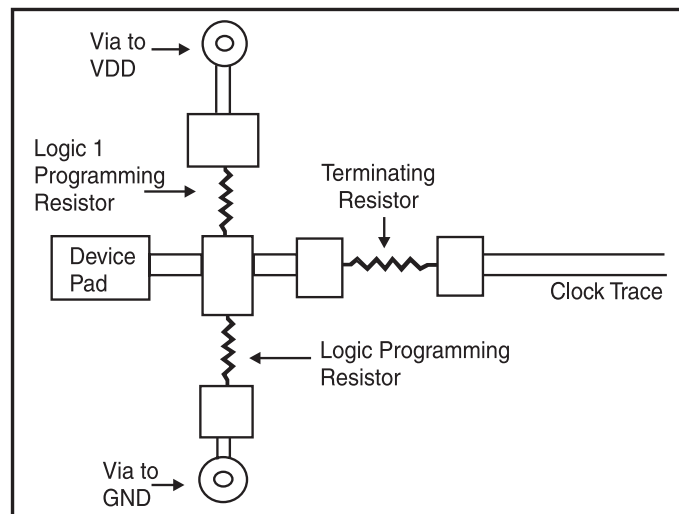 Via to
VDD
Logic 1
Programming
Resistor
Terminating
Resistor
Device
Pad
Clock Trace
Logic Programming
Resistor
Via to
GND